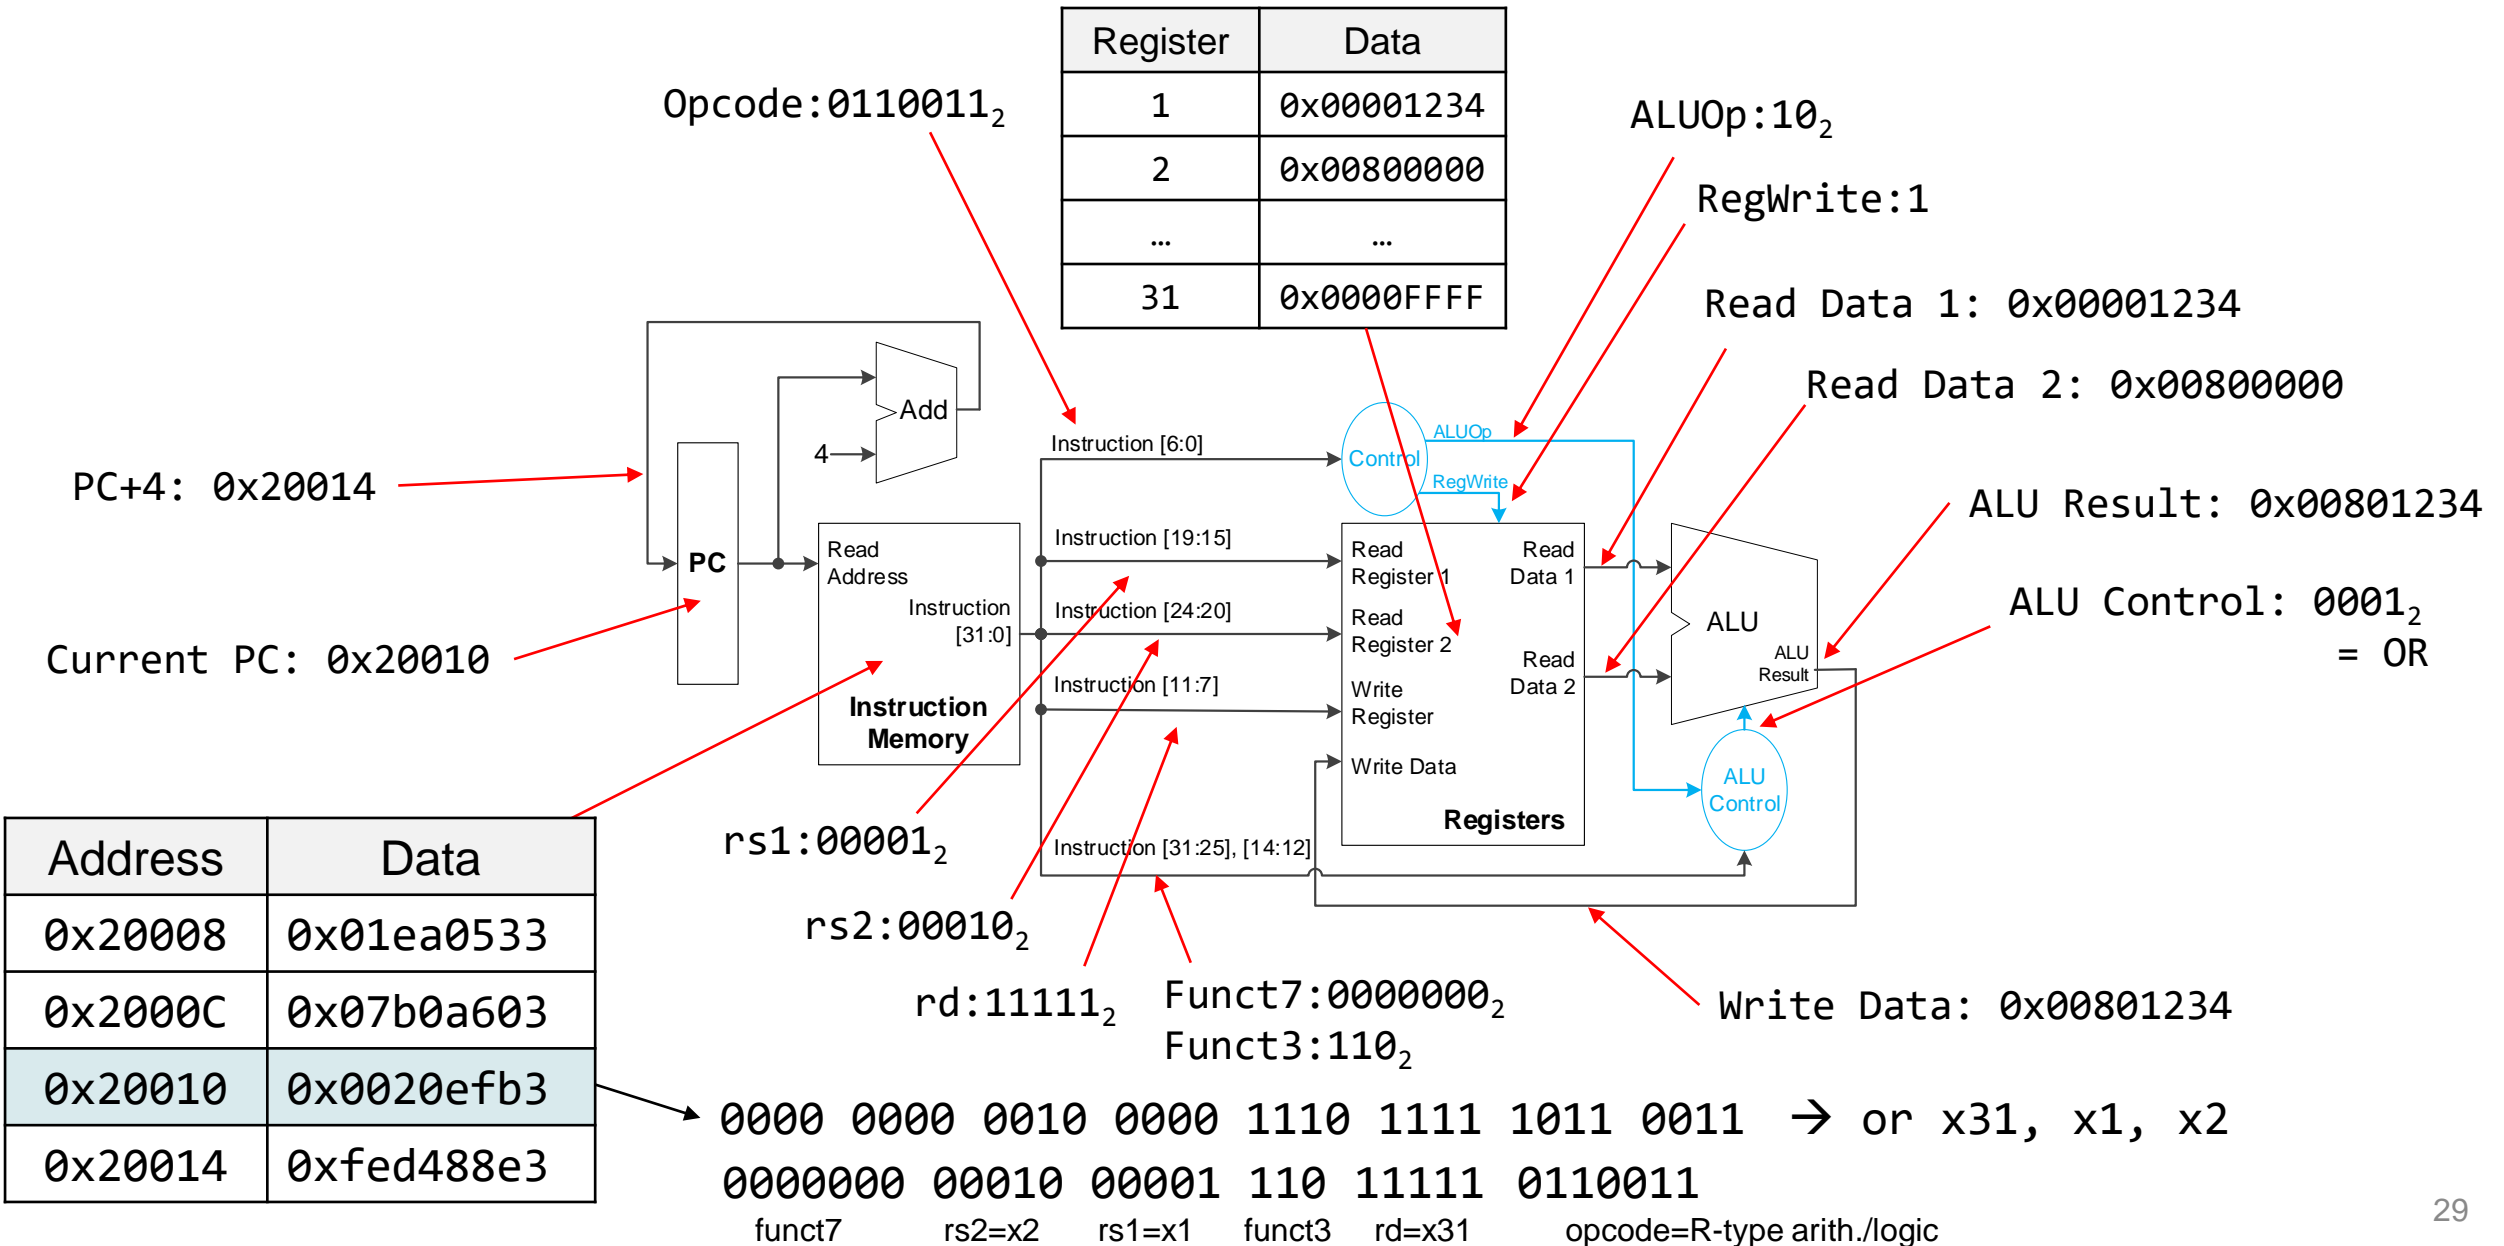 Register Data
1 0x00001234
2 0x00800000
… …
31 0x0000FFFF
Opcode:0110011₂
ALUOp:10₂
RegWrite:1
Read Data 1: 0x00001234
Read Data 2: 0x00800000
ALU Result: 0x00801234
ALU Control: 0001₂
= OR
PC+4: 0x20014
Current PC: 0x20010
Add
4
PC
Read
Address
Instruction
[31:0]
Instruction
Memory
Instruction [6:0]
Instruction [19:15]
Instruction [24:20]
Instruction [11:7]
Instruction [31:25], [14:12]
Control
ALUOp
RegWrite
Read
Register 1
Read
Register 2
Write
Register
Write Data
Read
Data 1
Read
Data 2
Registers
ALU
ALU
Result
ALU
Control
rs1:00001₂
rs2:00010₂
rd:11111₂
Funct7:0000000₂
Funct3:110₂
Write Data: 0x00801234
Address Data
0x20008 0x01ea0533
0x2000C 0x07b0a603
0x20010 0x0020efb3
0x20014 0xfed488e3
0000 0000 0010 0000 1110 1111 1011 0011 → or x31, x1, x2
0000000 00010 00001 110 11111 0110011
funct7 rs2=x2 rs1=x1 funct3 rd=x31 opcode=R-type arith./logic
29